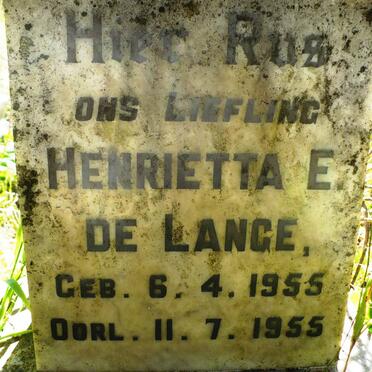 Hier Rus
ONS LIEFLING
HENRIETTA E.
DE LANGE,
GEB. 6. 4. 1955
OORL. 11. 7. 1955